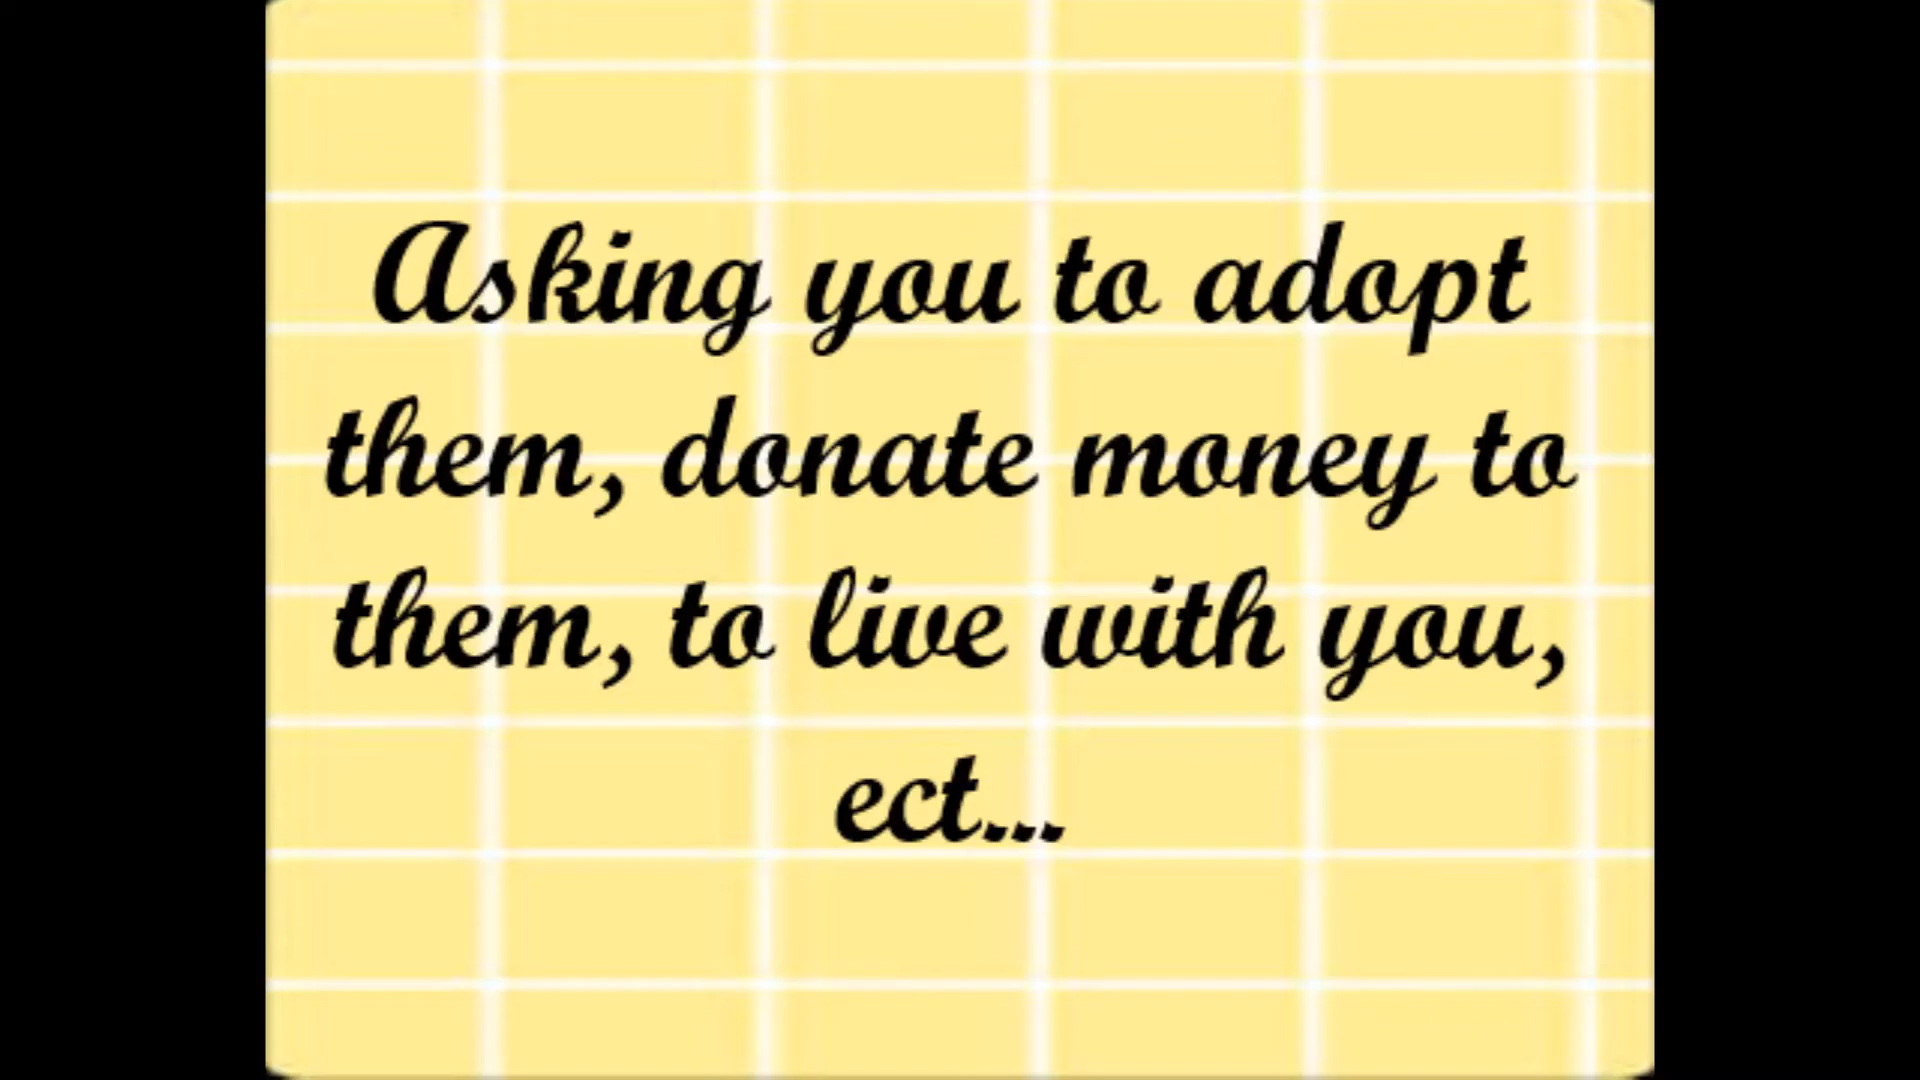 Asking you to adopt
them, donate money to
them, to live with you,
ect...